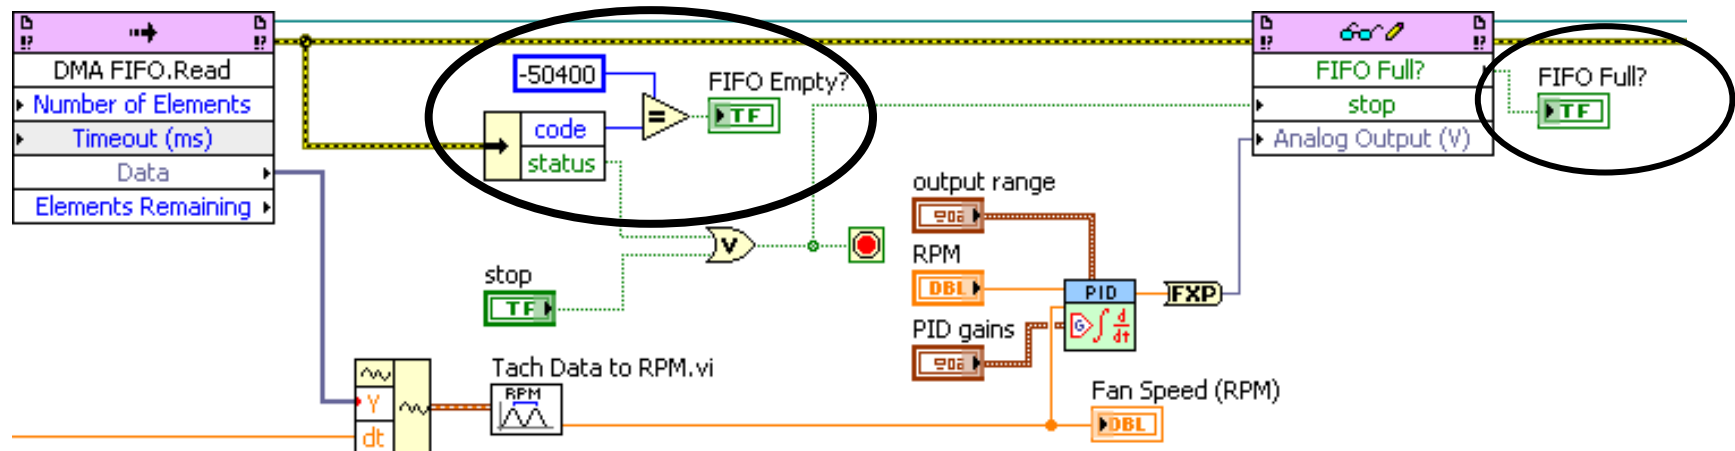 DMA FIFO.Read
Number of Elements
Timeout (ms)
Data
Elements Remaining
-50400
FIFO Empty?
TF
=
code
status
FIFO Full?
stop
Analog Output (V)
FIFO Full?
TF
output range
V
RPM
DBL
stop
TF
PID
G
d
dt
FXP
PID gains
Tach Data to RPM.vi
RPM
Y
dt
Fan Speed (RPM)
DBL